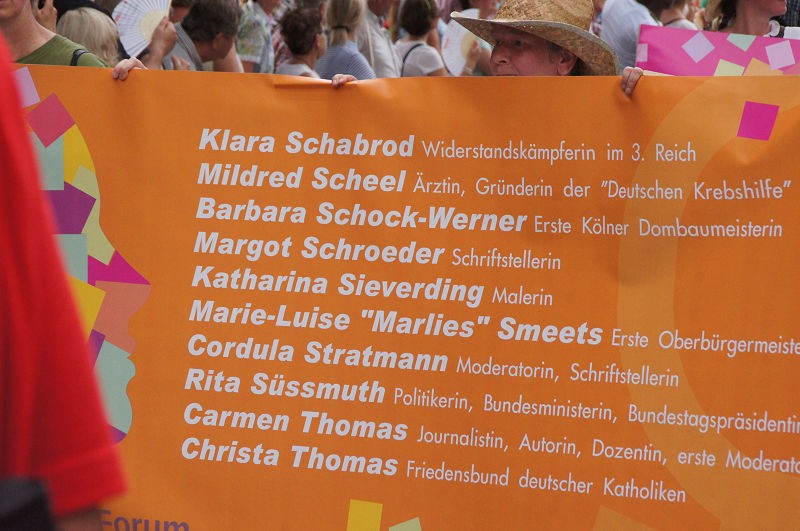 Klara Schabrod Widerstandskämpferin im 3. Reich
Mildred Scheel Ärztin, Gründerin der "Deutschen Krebshilfe"
Barbara Schock-Werner Erste Kölner Dombaumeisterin
Margot Schroeder Schriftstellerin
Katharina Sieverding Malerin
Marie-Luise "Marlies" Smeets Erste Oberbürgermeiste
Cordula Stratmann Moderatorin, Schriftstellerin
Rita Süssmuth Politikerin, Bundesministerin, Bundestagspräsidentin
Carmen Thomas Journalistin, Autorin, Dozentin, erste Moderato
Christa Thomas Friedensbund deutscher Katholiken
Forum